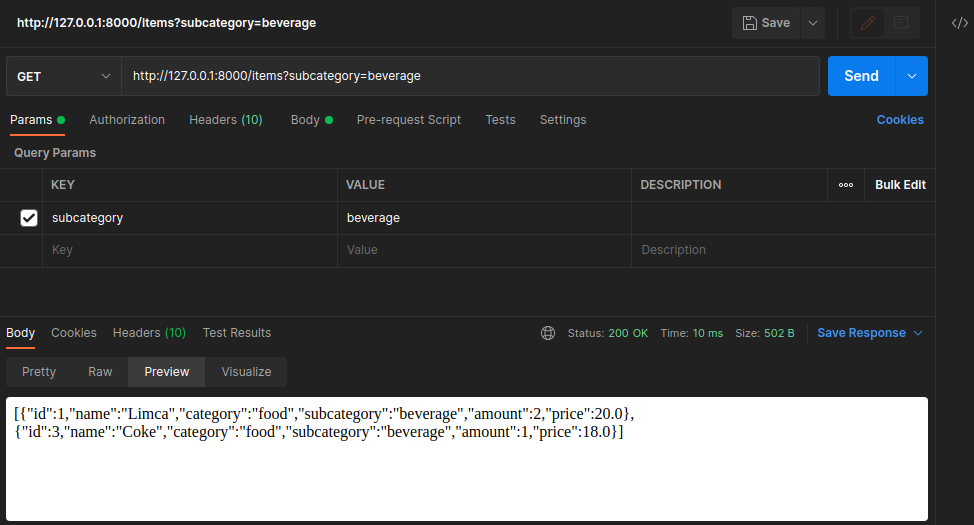 http://127.0.0.1:8000/items?subcategory=beverage Save </>
GET http://127.0.0.1:8000/items?subcategory=beverage Send
Params Authorization Headers (10) Body Pre-request Script Tests Settings Cookies
Query Params
KEY VALUE DESCRIPTION ooo Bulk Edit
subcategory beverage
Key Value Description
Body Cookies Headers (10) Test Results Status: 200 OK Time: 10 ms Size: 502 B Save Response
Pretty Raw Preview Visualize
[{"id":1,"name":"Limca","category":"food","subcategory":"beverage","amount":2,"price":20.0},
{"id":3,"name":"Coke","category":"food","subcategory":"beverage","amount":1,"price":18.0}]